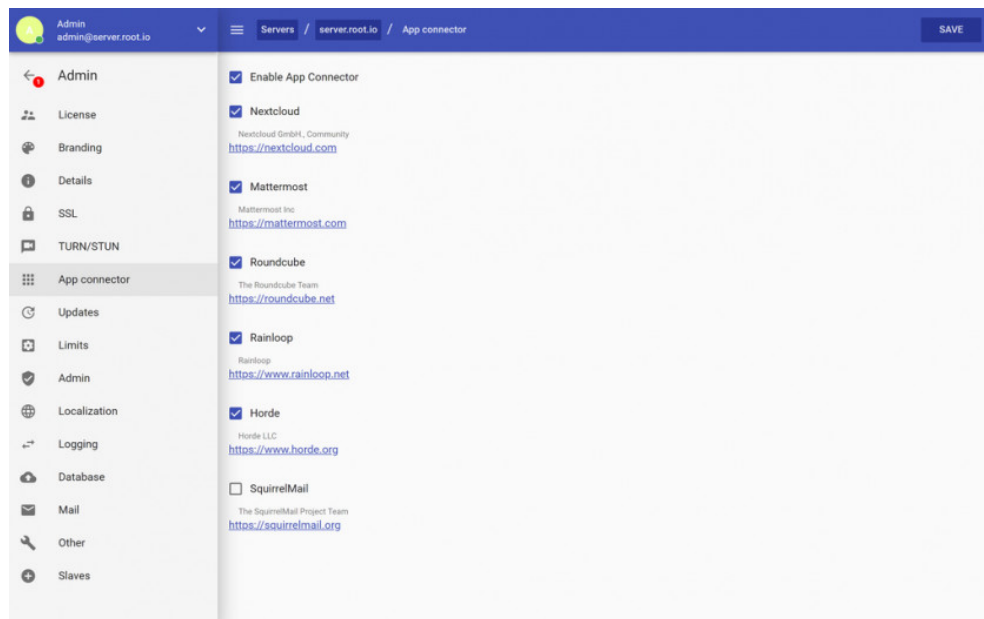 A
Admin
admin@server.root.io
Servers / server.root.io / App connector
SAVE
1
Admin
License
Branding
Details
SSL
TURN/STUN
App connector
Updates
Limits
Admin
Localization
Logging
Database
Mail
Other
Slaves
Enable App Connector
Nextcloud
Nextcloud GmbH., Community
https://nextcloud.com
Mattermost
Mattermost Inc
https://mattermost.com
Roundcube
The Roundcube Team
https://roundcube.net
Rainloop
Rainloop
https://www.rainloop.net
Horde
Horde LLC
https://www.horde.org
SquirrelMail
The SquirrelMail Project Team
https://squirrelmail.org